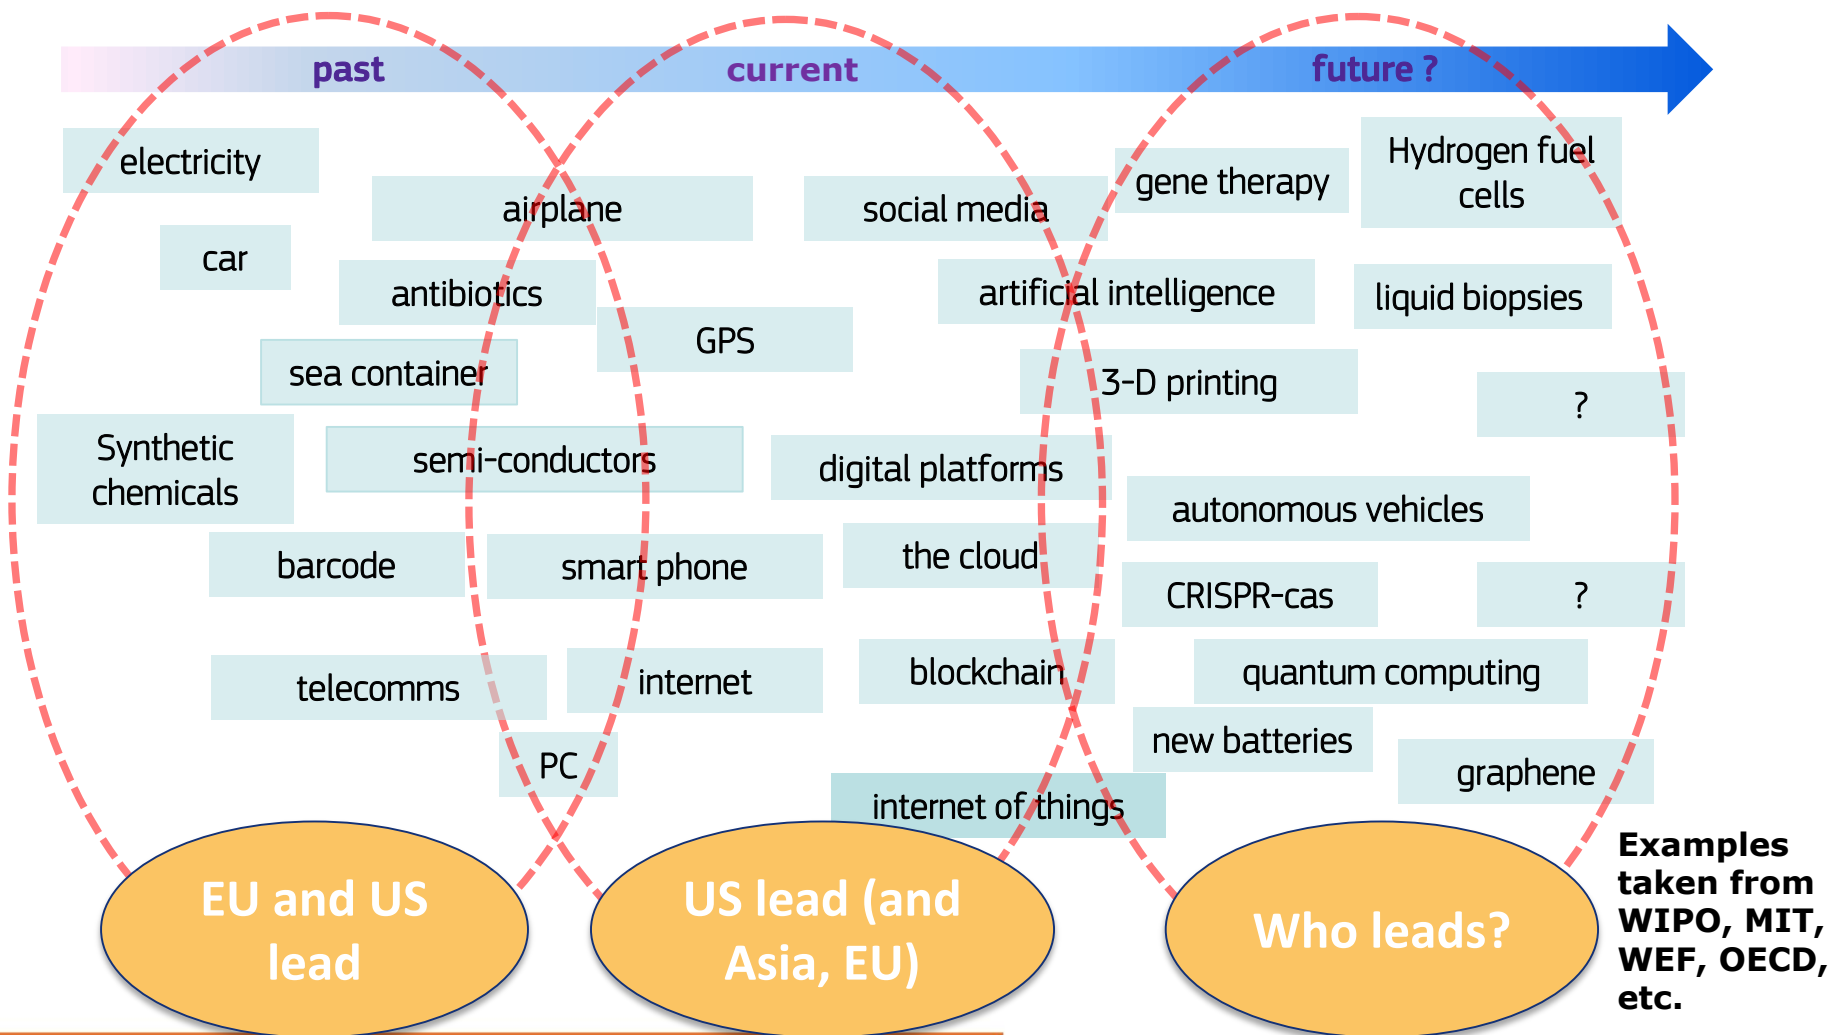 past
current
future ?
electricity
airplane
social media
gene therapy
Hydrogen fuel
cells
car
antibiotics
GPS
artificial intelligence
liquid biopsies
sea container
3-D printing
?
Synthetic
chemicals
semi-conductors
digital platforms
autonomous vehicles
barcode
smart phone
the cloud
CRISPR-cas
?
telecomms
internet
blockchain
quantum computing
PC
new batteries
graphene
internet of things
EU and US
lead
US lead (and
Asia, EU)
Who leads?
Examples
taken from
WIPO, MIT,
WEF, OECD,
etc.